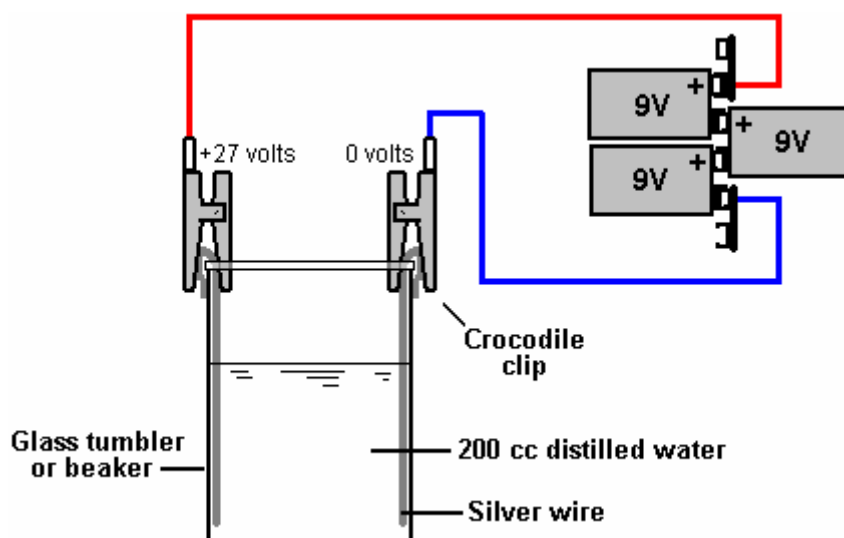 +27 volts
0 volts
9V
+
+
9V
9V
+
Crocodile
clip
Glass tumbler
or beaker
200 cc distilled water
Silver wire